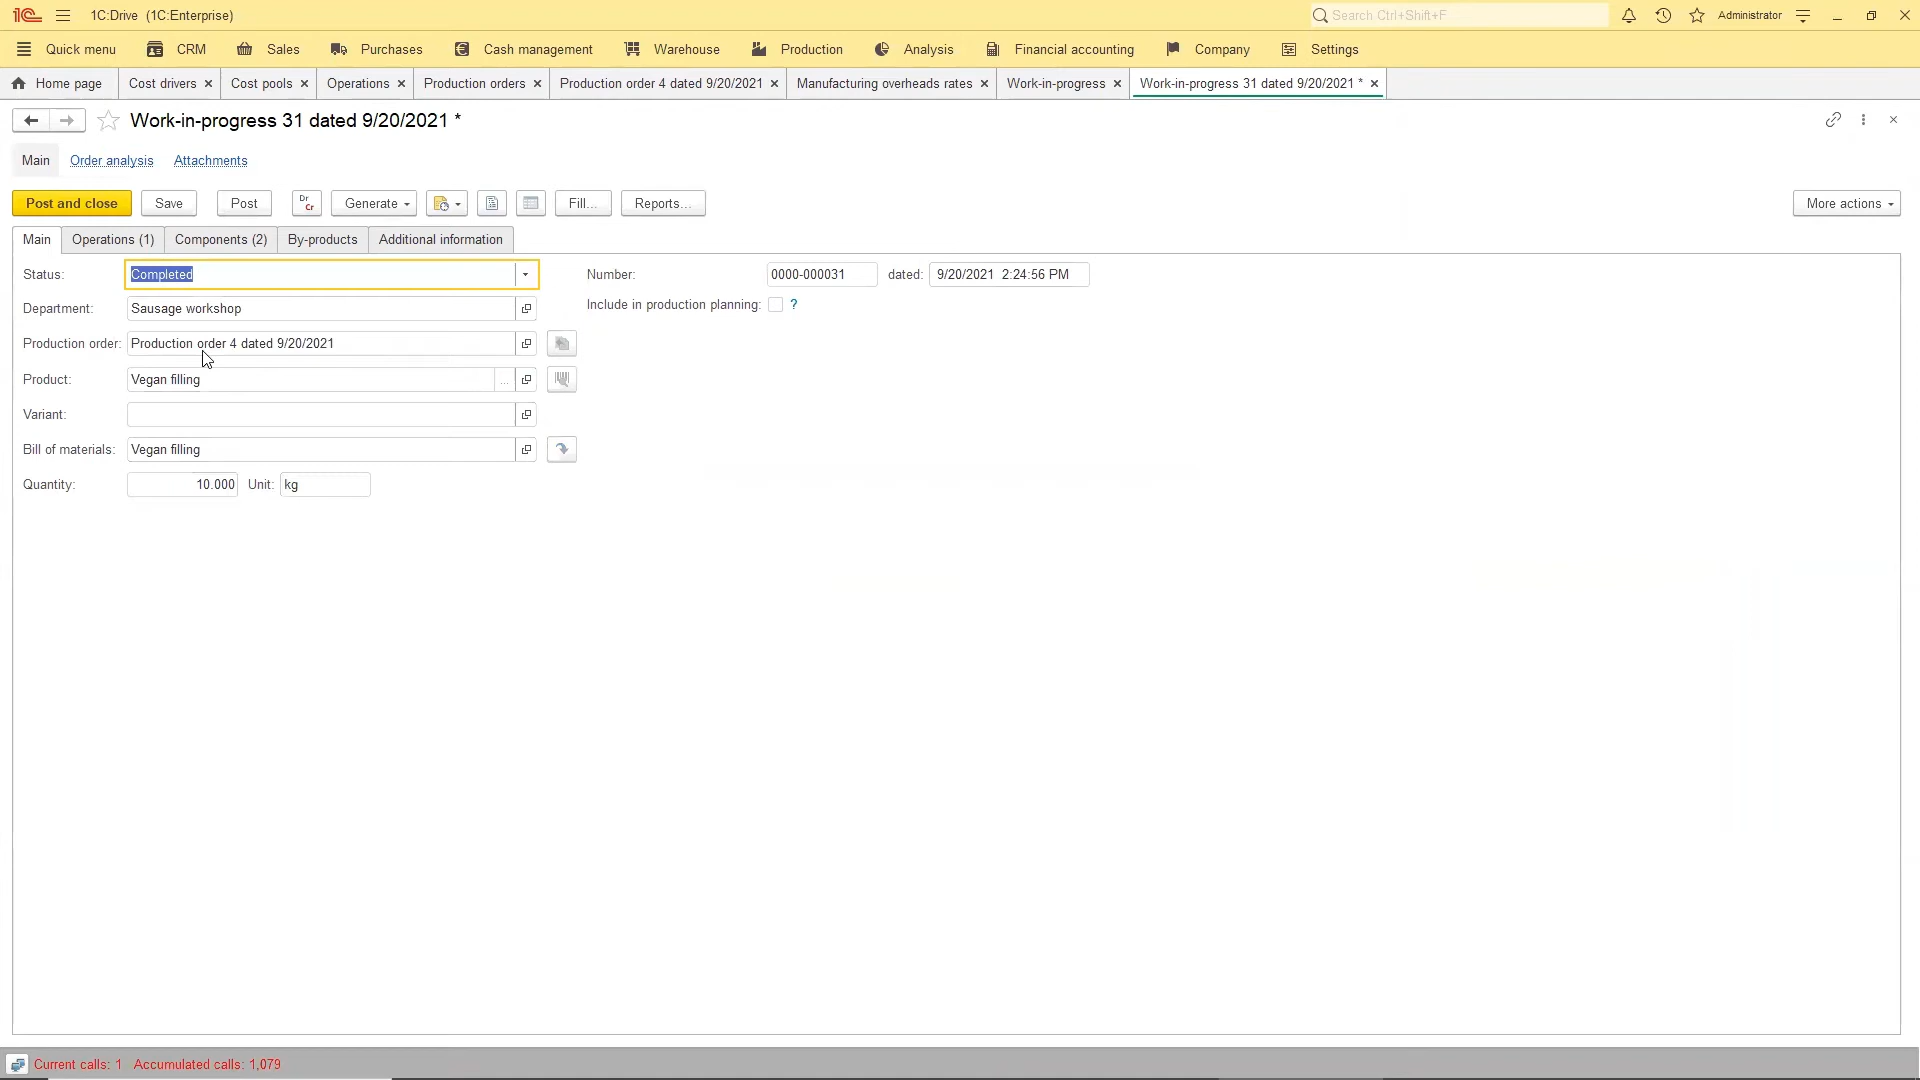 1C:Drive (1C:Enterprise)
Search Ctrl+Shift+F
Administrator
Quick menu CRM Sales Purchases Cash management Warehouse Production Analysis Financial accounting Company Settings
Home page Cost drivers × Cost pools × Operations × Production orders × Production order 4 dated 9/20/2021 × Manufacturing overheads rates × Work-in-progress × Work-in-progress 31 dated 9/20/2021 * ×
Work-in-progress 31 dated 9/20/2021 *
Main Order analysis Attachments
Post and close Save Post Dr Cr Generate Fill... Reports... More actions
Main Operations (1) Components (2) By-products Additional information
Status: Completed Number: 0000-000031 dated: 9/20/2021 2:24:56 PM
Department: Sausage workshop Include in production planning: ?
Production order: Production order 4 dated 9/20/2021
Product: Vegan filling ...
Variant:
Bill of materials: Vegan filling
Quantity: 10.000 Unit: kg
Current calls: 1 Accumulated calls: 1,079